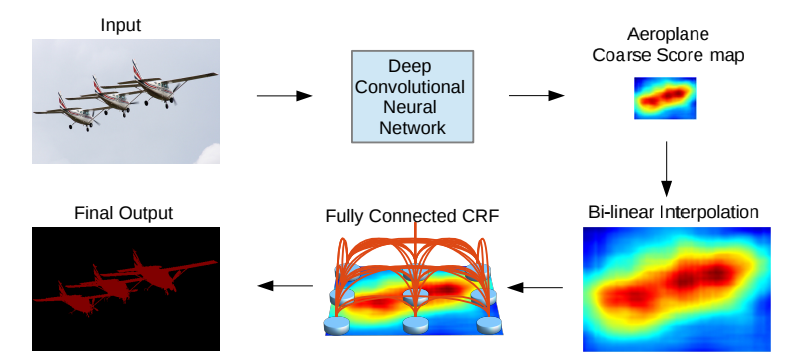 Input
Deep
Convolutional
Neural
Network
Aeroplane
Coarse Score map
Final Output
Fully Connected CRF
Bi-linear Interpolation